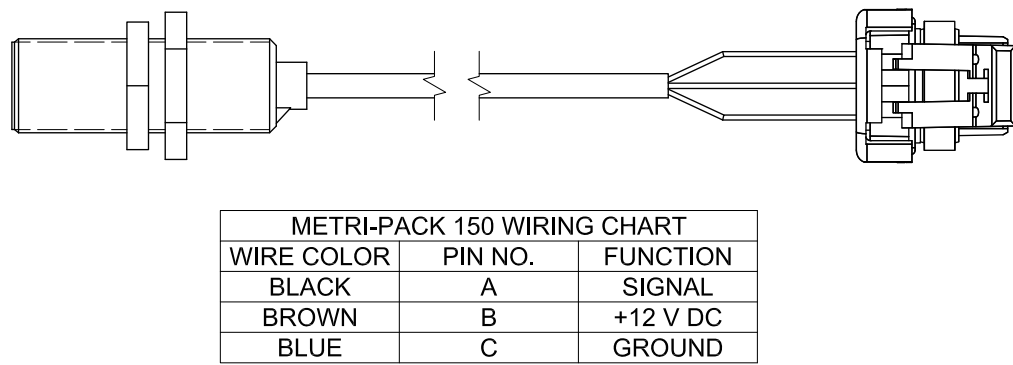 METRI-PACK 150 WIRING CHART
WIRE COLOR PIN NO. FUNCTION
BLACK A SIGNAL
BROWN B +12 V DC
BLUE C GROUND